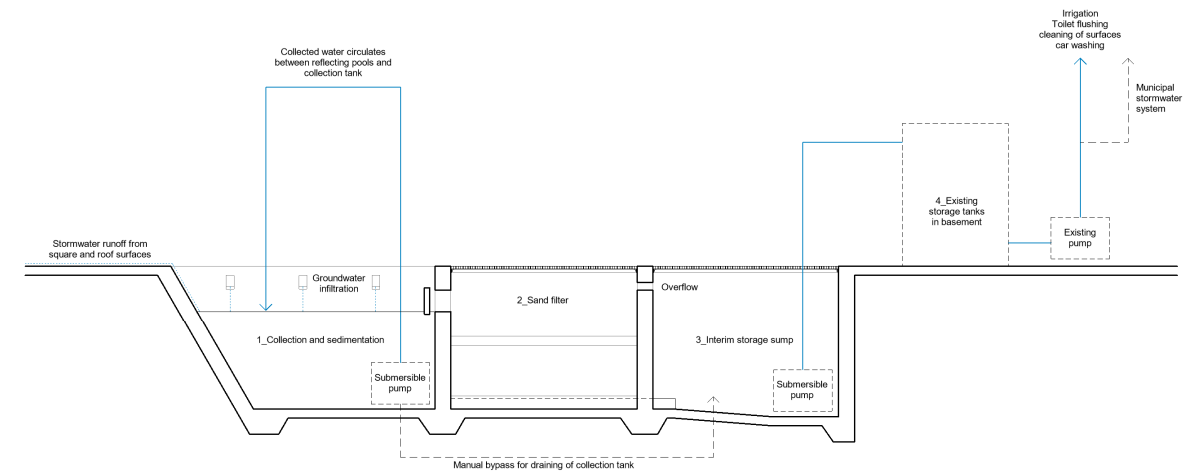 Irrigation
Toilet flushing
cleaning of surfaces
car washing
Collected water circulates
between reflecting pools and
collection tank
Municipal
stormwater
system
4_Existing
storage tanks
in basement
Existing
pump
Stormwater runoff from
square and roof surfaces
Groundwater
infiltration
2_Sand filter
Overflow
1_Collection and sedimentation
3_Interim storage sump
Submersible
pump
Submersible
pump
Manual bypass for draining of collection tank